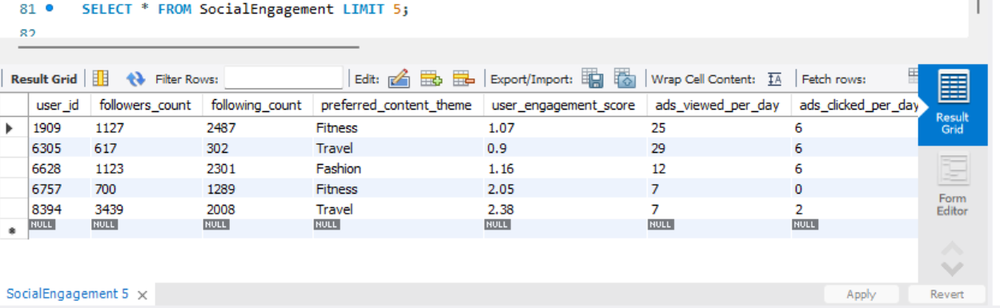 81 SELECT * FROM SocialEngagement LIMIT 5;
82
Result Grid Filter Rows: Edit: Export/Import: Wrap Cell Content: IA Fetch rows:
user_id followers_count following_count preferred_content_theme user_engagement_score ads_viewed_per_day ads_clicked_per_day
1909 1127 2487 Fitness 1.07 25 6
6305 617 302 Travel 0.9 29 6
6628 1123 2301 Fashion 1.16 12 6
6757 700 1289 Fitness 2.05 7 0
8394 3439 2008 Travel 2.38 7 2
NULL NULL NULL NULL NULL NULL NULL
Result
Grid
Form
Editor
SocialEngagement 5 Apply Revert